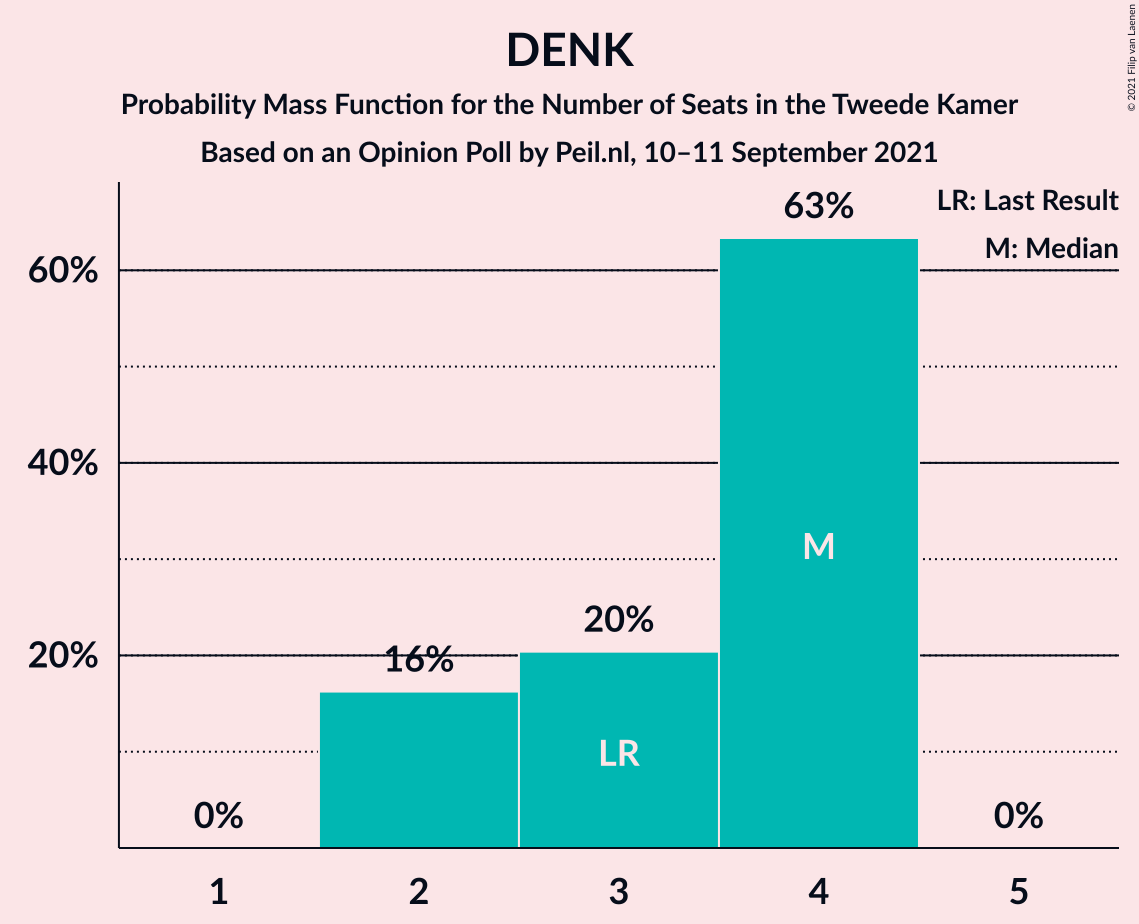 DENK
Probability Mass Function for the Number of Seats in the Tweede Kamer
Based on an Opinion Poll by Peil.nl, 10–11 September 2021
© 2021 Filip van Laenen
LR: Last Result
M: Median
60%
40%
20%
0%
16%
20%
63%
0%
LR
M
1
2
3
4
5